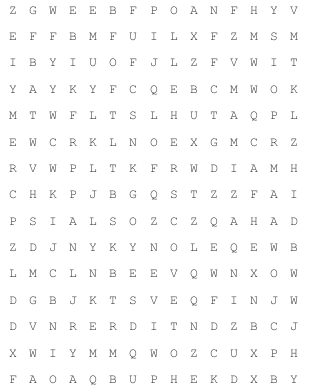 Z G W E E B F P O A N F H Y V
E F F B M F U I L X F Z M S M
I B Y I U O F J L Z F V W I T
Y A Y K Y F C Q E B C M W O K
M T W F L T S L H U T A Q P L
E W C R K L N O E X G M C R Z
R V W P L T K F R W D I A M H
C H K P J B G Q S T Z Z F A I
P S I A L S O Z C Z Q A H A D
Z D J N Y K Y N O L E Q E W B
L M C L N B E E V Q W N X O W
D G B J K T S V E Q F I N J W
D V N R E R D I T N D Z B C J
X W I Y M M Q W O Z C U X P H
F A O A Q B U P H E K D X B Y